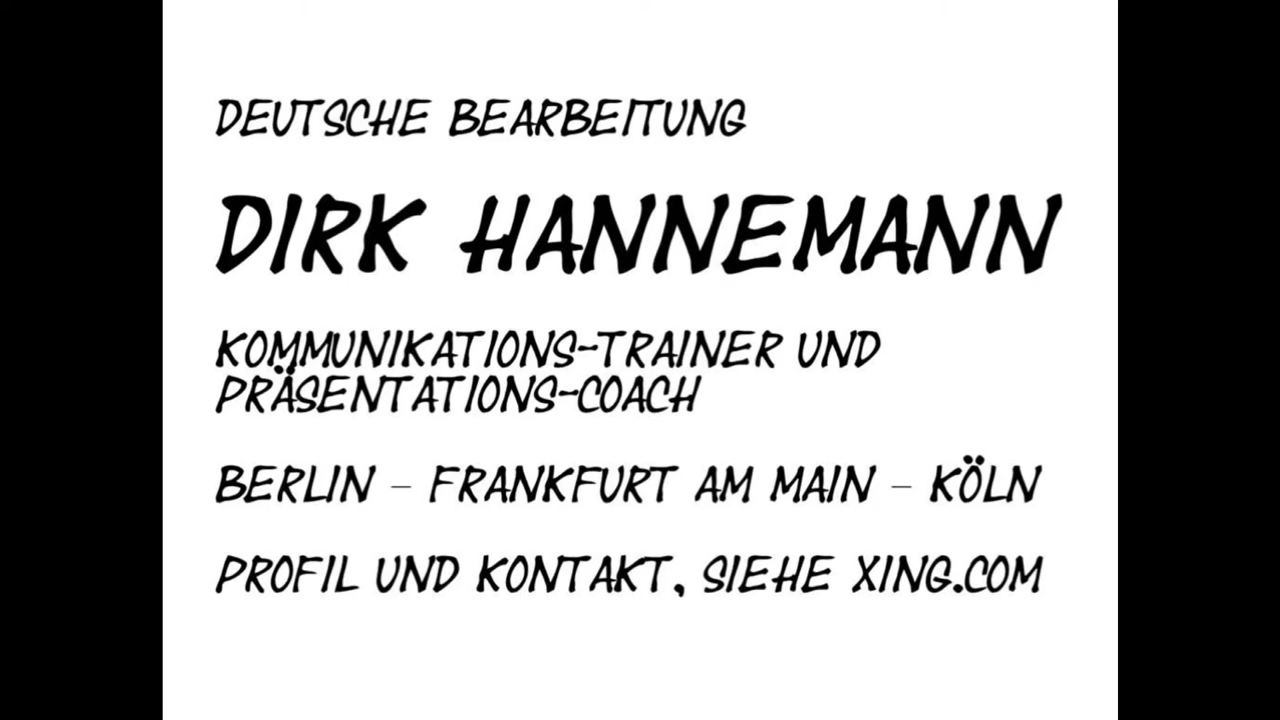 DEUTSCHE BEARBEITUNG
DIRK HANNEMANN
KOMMUNIKATIONS-TRAINER UND
PRÄSENTATIONS-COACH
BERLIN – FRANKFURT AM MAIN – KÖLN
PROFIL UND KONTAKT, SIEHE XING.COM